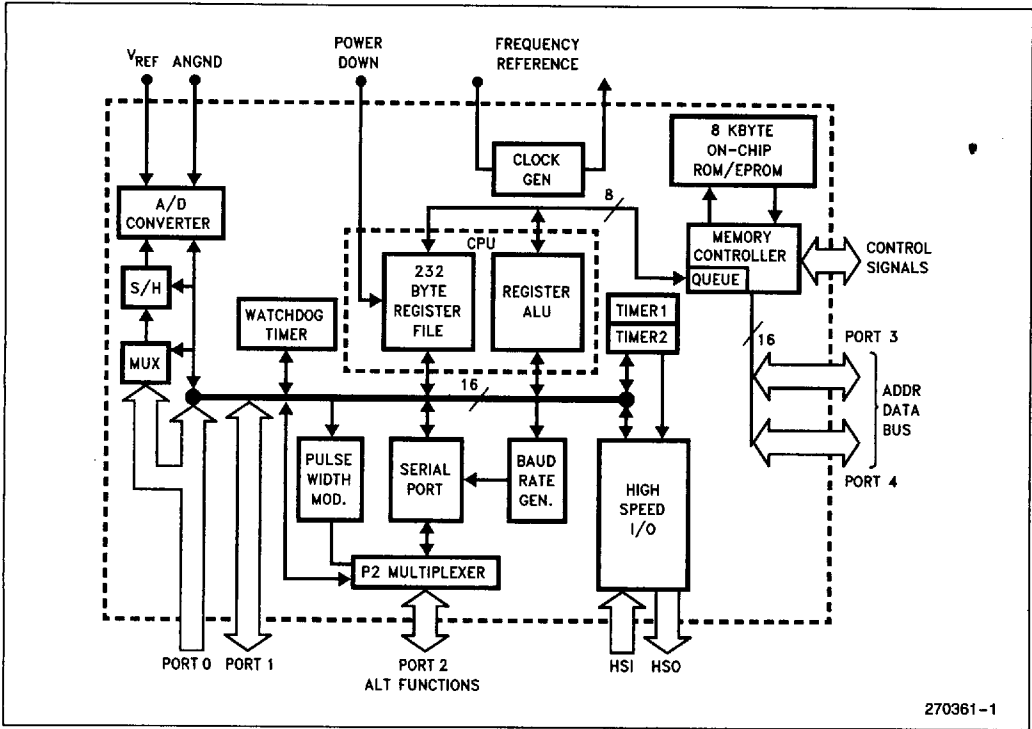 VREF ANGND
POWER
DOWN
FREQUENCY
REFERENCE
CLOCK
GEN
8 KBYTE
ON-CHIP
ROM/EPROM
A/D
CONVERTER
8
CPU
MEMORY
CONTROLLER
QUEUE
CONTROL
SIGNALS
S/H
232
BYTE
REGISTER
FILE
REGISTER
ALU
WATCHDOG
TIMER
TIMER1
TIMER2
MUX
16
16
PORT 3
ADDR
DATA
BUS
PORT 4
PULSE
WIDTH
MOD.
SERIAL
PORT
BAUD
RATE
GEN.
HIGH
SPEED
I/O
P2 MULTIPLEXER
PORT 0
PORT 1
PORT 2
ALT FUNCTIONS
HSI
HSO
270361-1